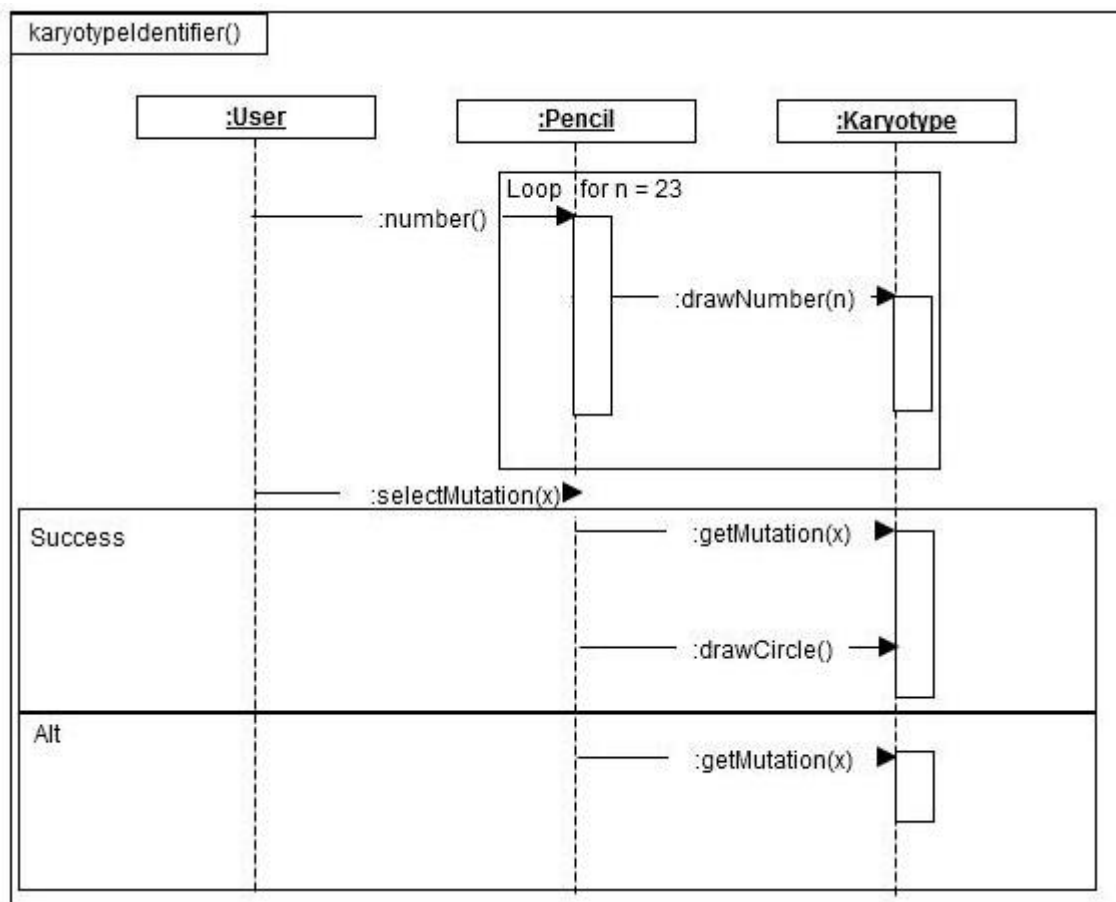 karyotypeIdentifier()
:User
:Pencil
:Karyotype
Loop for n = 23
:number()
:drawNumber(n)
:selectMutation(x)
Success
:getMutation(x)
:drawCircle()
Alt
:getMutation(x)